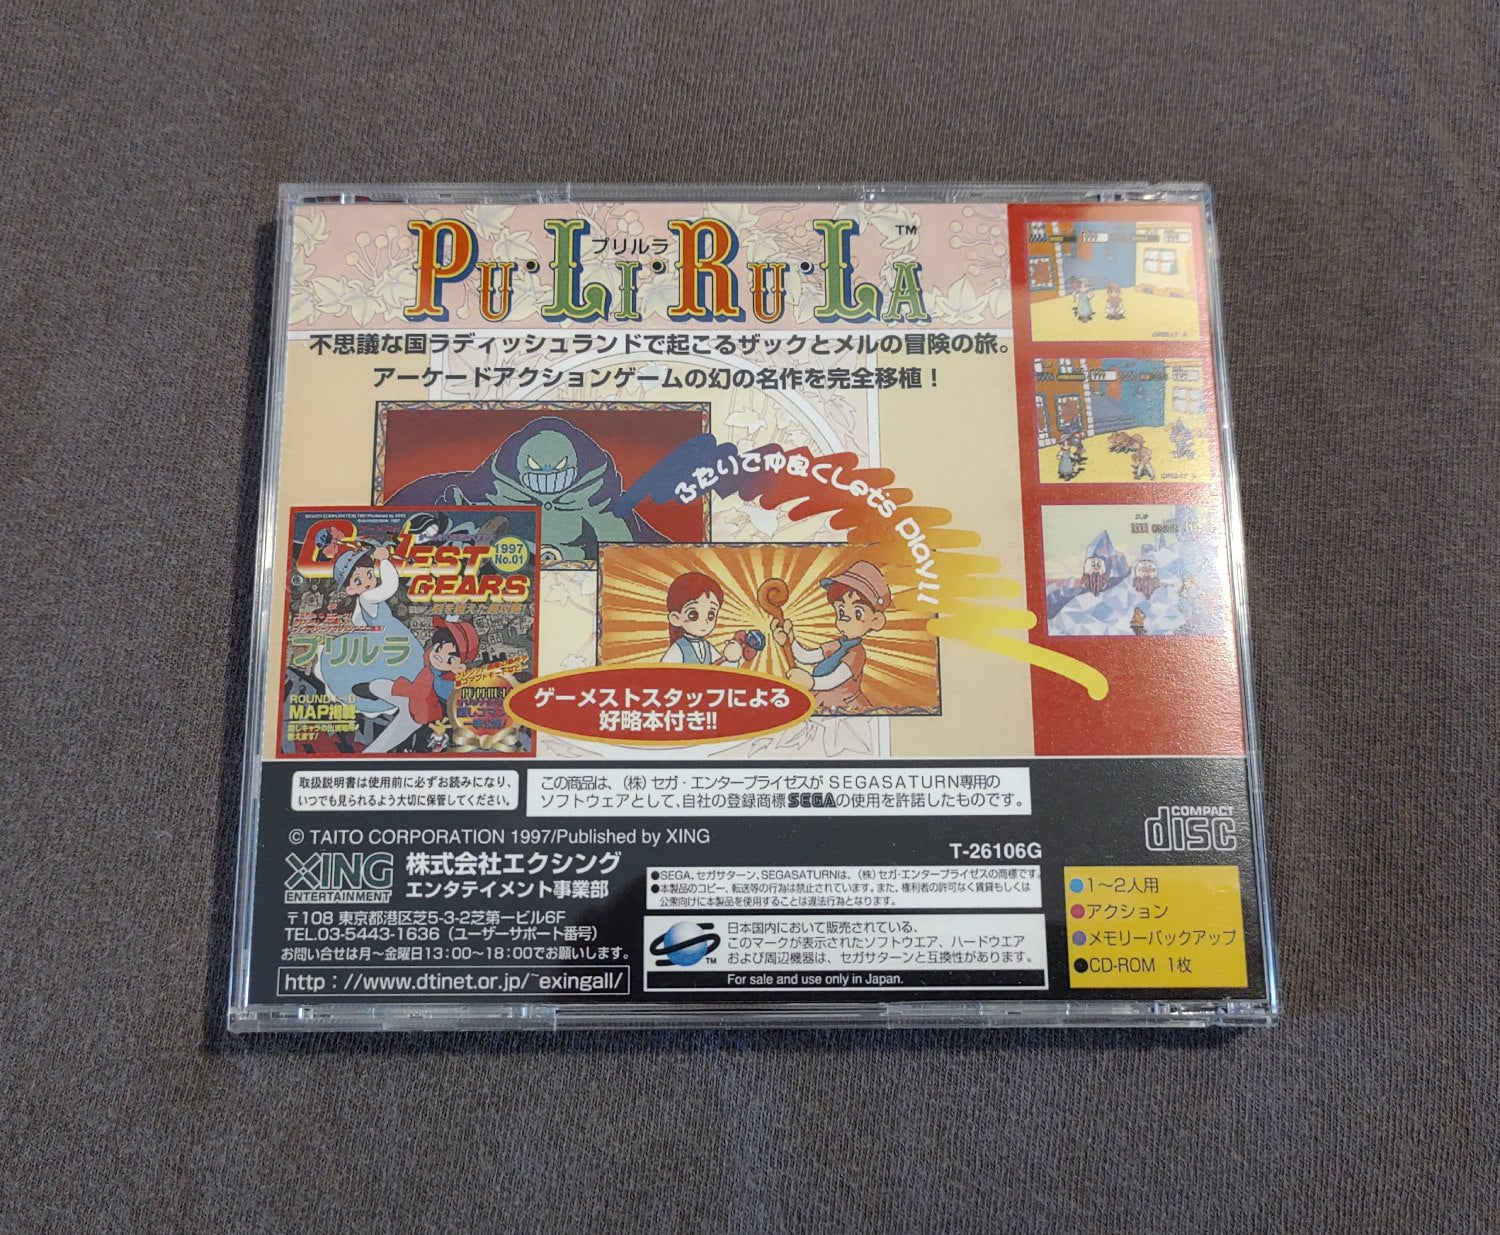 PU・LI・RU・LA
プリルラ
TM
不思議な国ラディッシュランドで起こるザックとメルの冒険の旅。
アーケードアクションゲームの幻の名作を完全移植！
ふたりで仲良くLet's Play!!
©TAITO CORPORATION 1997/Published by XING
GEST
GEARS
1997
No.01
プリルラ
MAP掲載
教えます!
ゲーメストスタッフによる
好略本付き!!
CREDIT 4
取扱説明書は使用前に必ずお読みになり、
いつでも見られるよう大切に保管してください。
この商品は、（株）セガ・エンタープライゼスが SEGASATURN専用の
ソフトウェアとして、自社の登録商標SEGAの使用を許諾したものです。
© TAITO CORPORATION 1997/Published by XING
XING
ENTERTAINMENT
株式会社エクシング
エンタテイメント事業部
〒108 東京都港区芝5-3-2芝第一ビル6F
TEL.03-5443-1636（ユーザーサポート番号）
お問い合せは月～金曜日13：00～18：00でお願いします。
http：//www.dtinet.or.jp/~exingall/
T-26106G
COMPACT
disc
●SEGA、セガサターン、SEGASATURNは、（株）セガ・エンタープライゼスの商標です。
●本製品のコピー、転送等の行為は禁止されています。また、権利者の許可なく賃貸もしくは
公衆向けに本製品を使用することは違法行為となります。
TM
日本国内において販売されている、
このマークが表示されたソフトウエア、ハードウエア
および周辺機器は、セガサターンと互換性があります。
For sale and use only in Japan.
●1～2人用
●アクション
●メモリーバックアップ
●CD-ROM 1枚